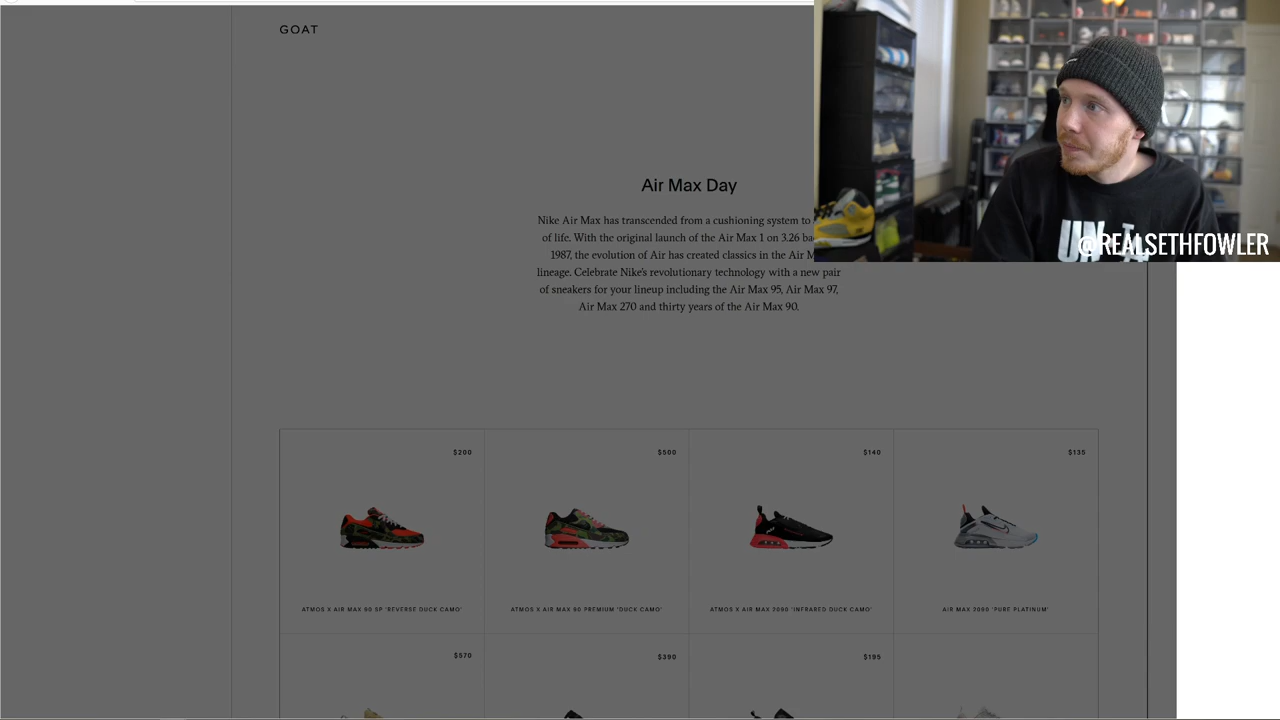 GOAT
Air Max Day
Nike Air Max has transcended from a cushioning system to
of life. With the original launch of the Air Max 1 on 3.26 ba
1987, the evolution of Air has created classics in the Air M
lineage. Celebrate Nike's revolutionary technology with a new pair
of sneakers for your lineup including the Air Max 95, Air Max 97,
Air Max 270 and thirty years of the Air Max 90.
@REALSETHFOWLER
$200
$500
$140
$135
ATMOS X AIR MAX 90 SP 'REVERSE DUCK CAMO'
ATMOS X AIR MAX 90 PREMIUM 'DUCK CAMO'
ATMOS X AIR MAX 2090 'INFRARED DUCK CAMO'
AIR MAX 2090 'PURE PLATINUM'
$570
$390
$195